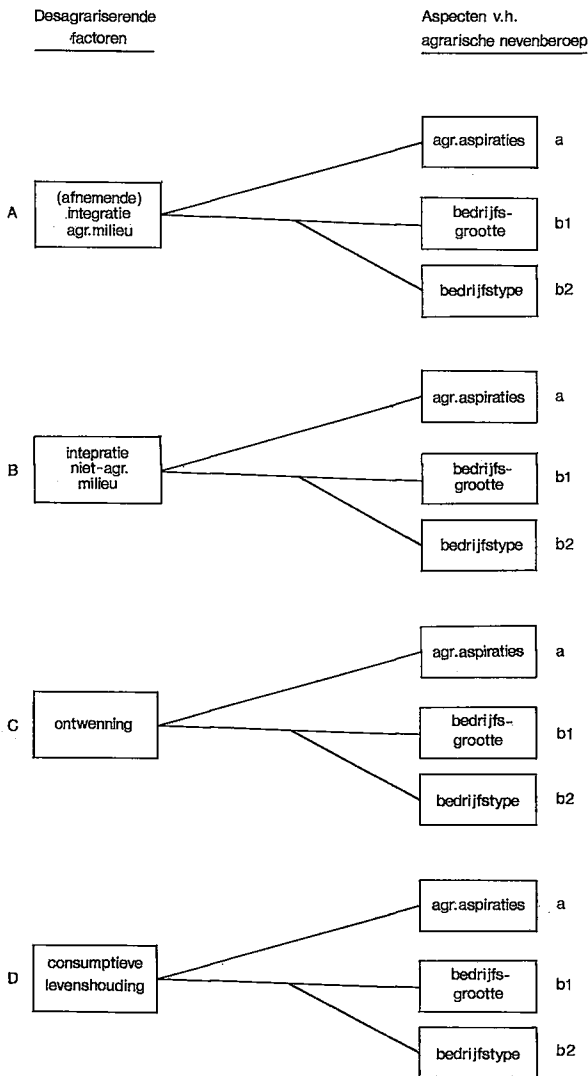 Desagrariserende
factoren
Aspecten v.h.
agrarische nevenberoep
A
(afnemende)
integratie
agr.milieu
agr.aspiraties
a
bedrijfs-
grootte
b1
bedrijfstype
b2
B
intepratie
niet-agr.
milieu
agr.aspiraties
a
bedrijfs-
grootte
b1
bedrijfstype
b2
C
ontwenning
agr.aspiraties
a
bedrijfs-
grootte
b1
bedrijfstype
b2
D
consumptieve
levenshouding
agr.aspiraties
a
bedrijfs-
grootte
b1
bedrijfstype
b2